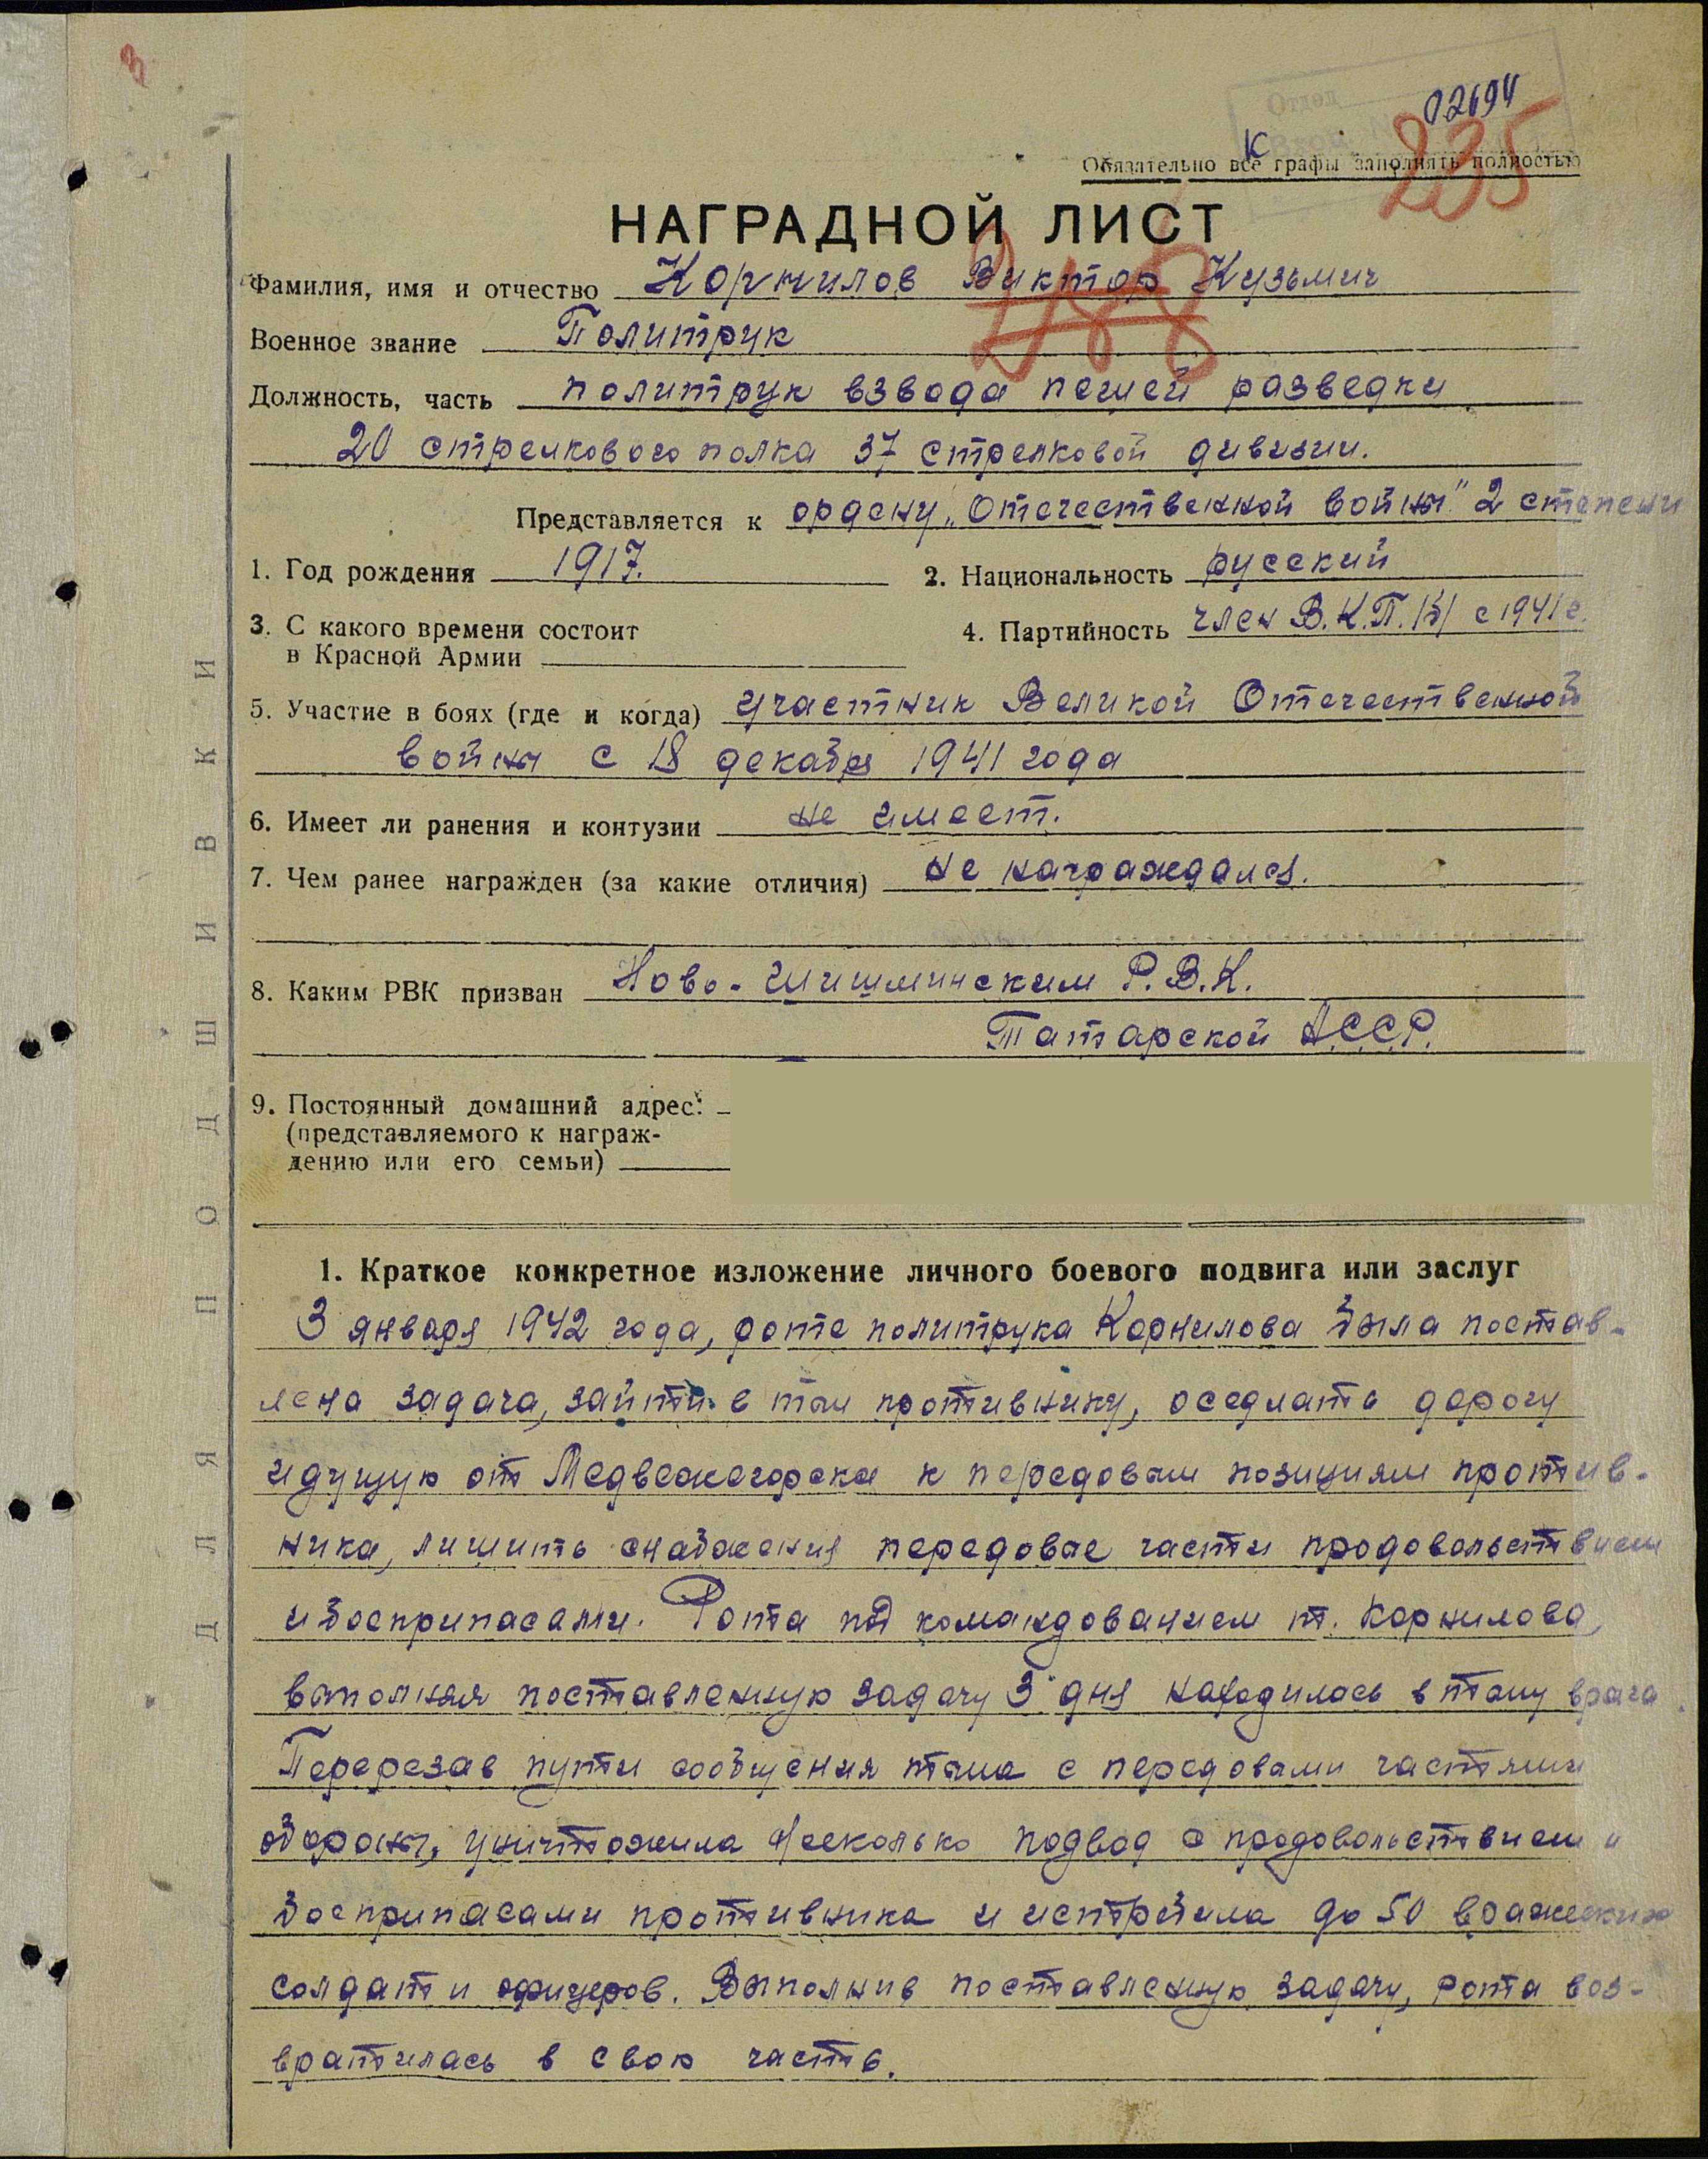 3
02694
К
235
Отдел
Обязательно все графы заполнять полностью
НАГРАДНОЙ ЛИСТ
288
Фамилия, имя и отчество Корнилов Виктор Кузьмич
Военное звание Политрук
Должность, часть политрук взвода пешей разведки
20 стрелкового полка 37 стрелковой дивизии.
Представляется к ордену „Отечественной войны" 2 степени
1. Год рождения 1917. 2. Национальность русский
3. С какого времени состоит
в Красной Армии
4. Партийность член В.К.П./б/ с 1941 г.
5. Участие в боях (где и когда) участник Великой Отечественной
войны с 18 декабря 1941 года
6. Имеет ли ранения и контузии не имеет.
7. Чем ранее награжден (за какие отличия) не награждался.
8. Каким РВК призван Ново-Шишминским Р.В.К.
Татарской А.С.С.Р.
9. Постоянный домашний адрес:
(представляемого к награж-
дению или его семьи)
1. Краткое конкретное изложение личного боевого подвига или заслуг
3 января 1942 года, роте политрука Корнилова была постав-
лена задача, зайти в тыл противнику, оседлать дорогу
идущую от Медвежегорска к передовым позициям против-
ника, лишить снабжения передовые части продовольствием
и боеприпасами. Рота под командованием т. Корнилова,
выполняя поставленную задачу 3 дня находилась в тылу врага.
Перерезав пути сообщения тыла с передовыми частями
обороны, уничтожила несколько подвод с продовольствием и
боеприпасами противника и истребила до 50 вражеских
солдат и офицеров. Выполнив поставленную задачу, рота воз-
вратилась в свою часть.
ДЛЯ ПОДШИВКИ